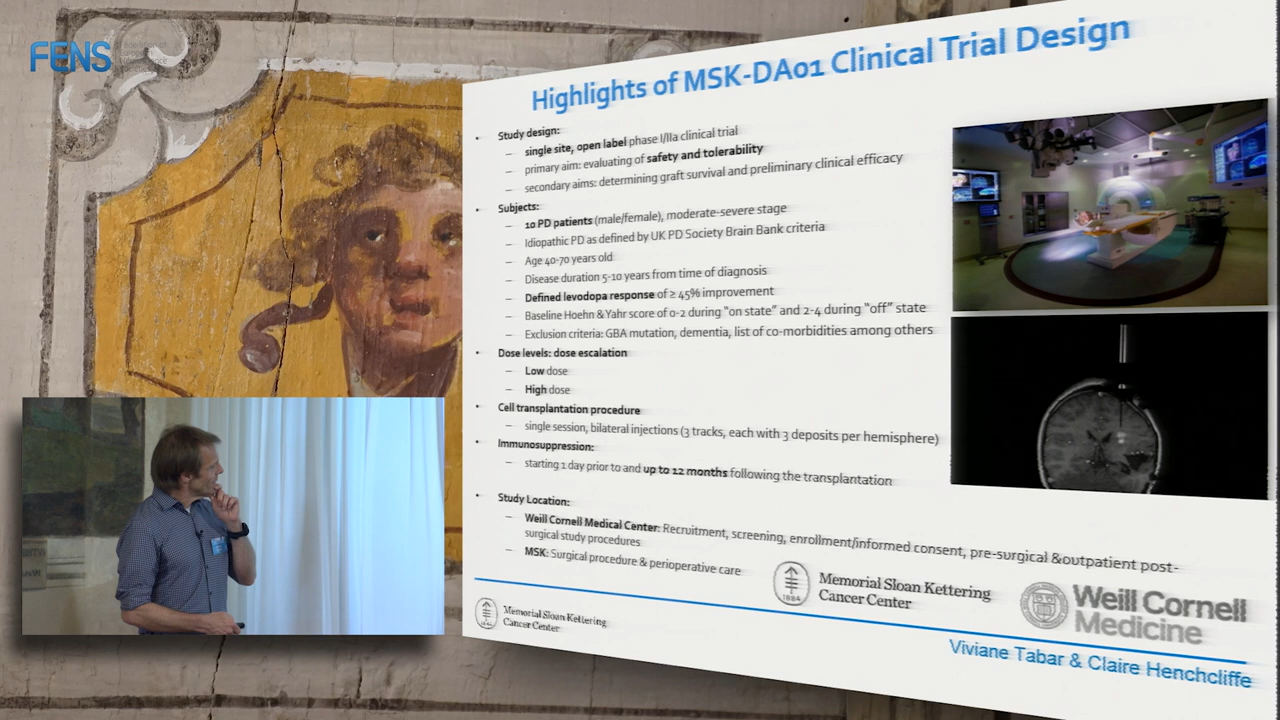 FENS
Highlights of MSK-DA01 Clinical Trial Design
Study design:
single site, open label phase I/IIa clinical trial
primary aim: evaluating of safety and tolerability
secondary aims: determining graft survival and preliminary clinical efficacy
Subjects:
10 PD patients (male/female), moderate-severe stage
Idiopathic PD as defined by UK PD Society Brain Bank criteria
Age 40-70 years old
Disease duration 5-10 years from time of diagnosis
Defined levodopa response of ≥ 45% improvement
Baseline Hoehn & Yahr score of 0-2 during “on state” and 2-4 during “off” state
Exclusion criteria: GBA mutation, dementia, list of co-morbidities among others
Dose levels: dose escalation
Low dose
High dose
Cell transplantation procedure
single session, bilateral injections (3 tracks, each with 3 deposits per hemisphere)
Immunosuppression:
starting 1 day prior to and up to 12 months following the transplantation
Study Location:
Weill Cornell Medical Center: Recruitment, screening, enrollment/informed consent, pre-surgical &outpatient post-
surgical study procedures
MSK: Surgical procedure & perioperative care
1884
Memorial Sloan Kettering
Cancer Center
Weill Cornell
Medicine
Memorial Sloan Kettering
Cancer Center
Viviane Tabar & Claire Henchcliffe